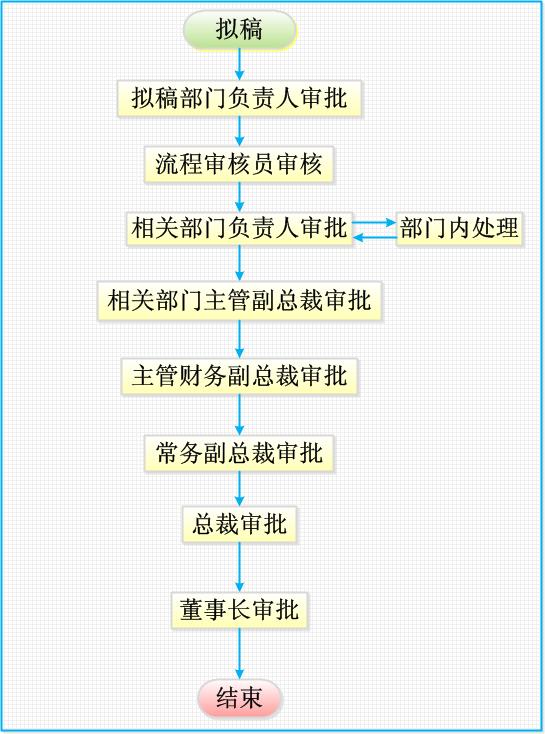 拟稿
拟稿部门负责人审批
流程审核员审核
相关部门负责人审批
部门内处理
相关部门主管副总裁审批
主管财务副总裁审批
常务副总裁审批
总裁审批
董事长审批
结束